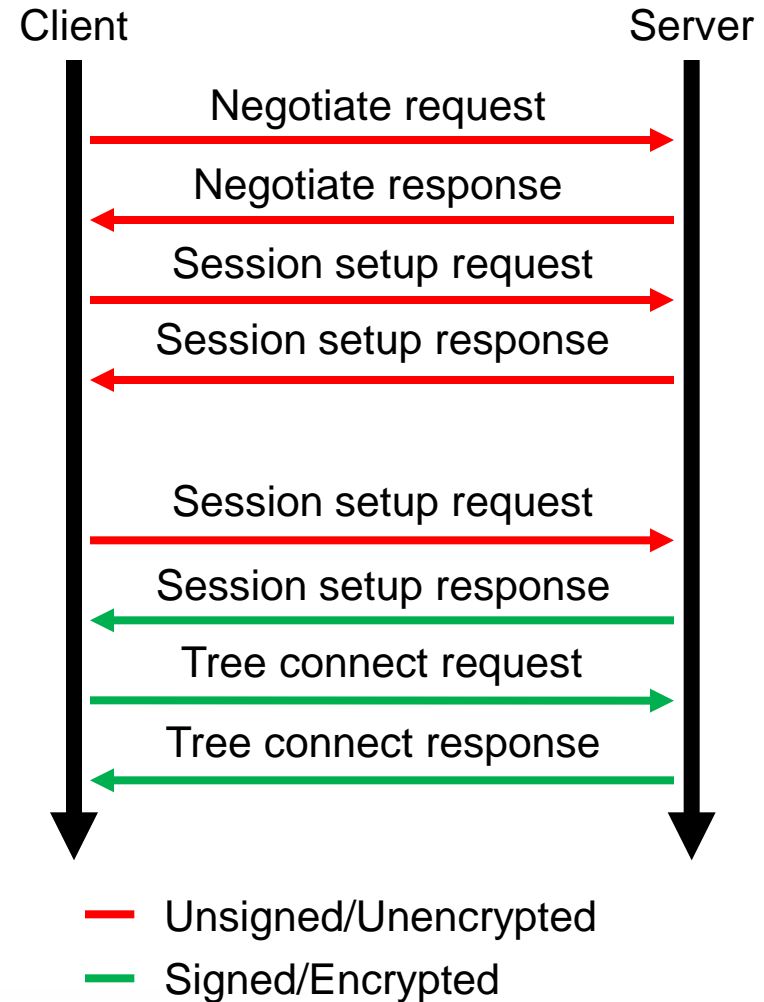 Client Server
Negotiate request
Negotiate response
Session setup request
Session setup response
Session setup request
Session setup response
Tree connect request
Tree connect response
Unsigned/Unencrypted
Signed/Encrypted